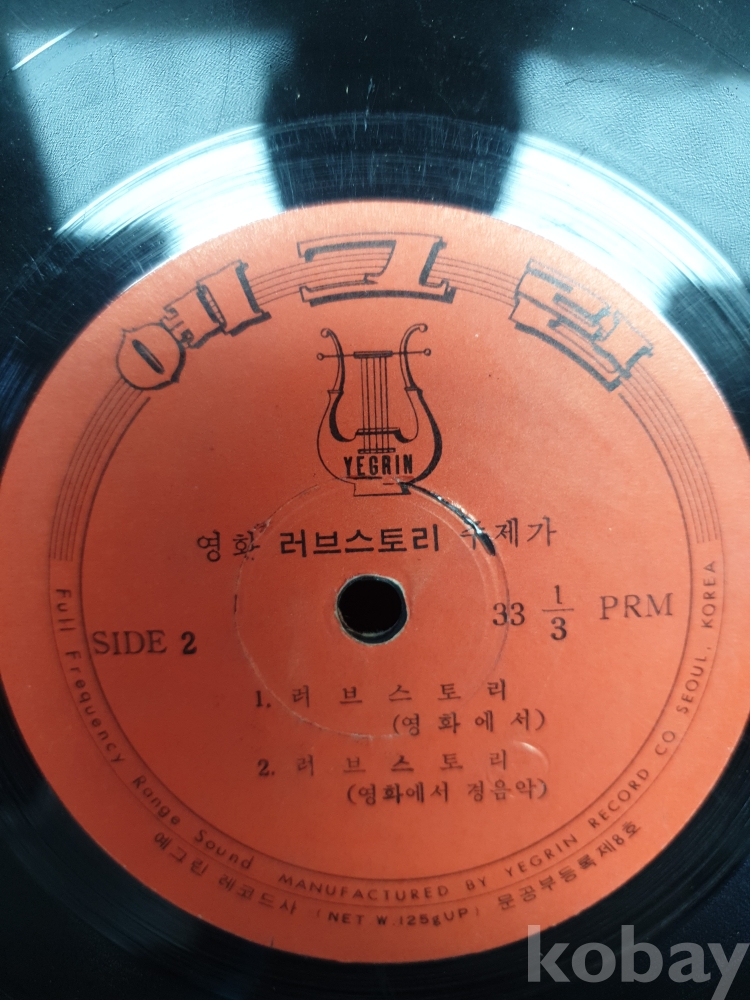 예그린
YEGRIN
영화 러브스토리 주제가
SIDE 2
33 1/3 PRM
1. 러브스토리
(영화에서)
2. 러브스토리
(영화에서 경음악)
Full Frequency Range Sound MANUFACTURED BY YEGRIN RECORD CO SEOUL, KOREA
예그린 레코드사 (NET W. 125g UP) 문공부등록제8호
kobay